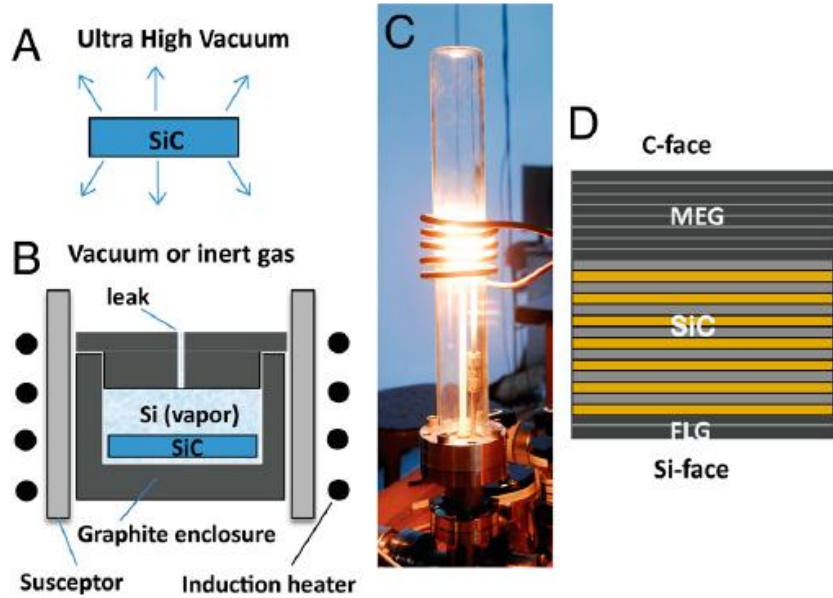 A
Ultra High Vacuum
SiC
B
Vacuum or inert gas
leak
Si (vapor)
SiC
Graphite enclosure
Susceptor
Induction heater
C
D
C-face
MEG
SiC
FLG
Si-face